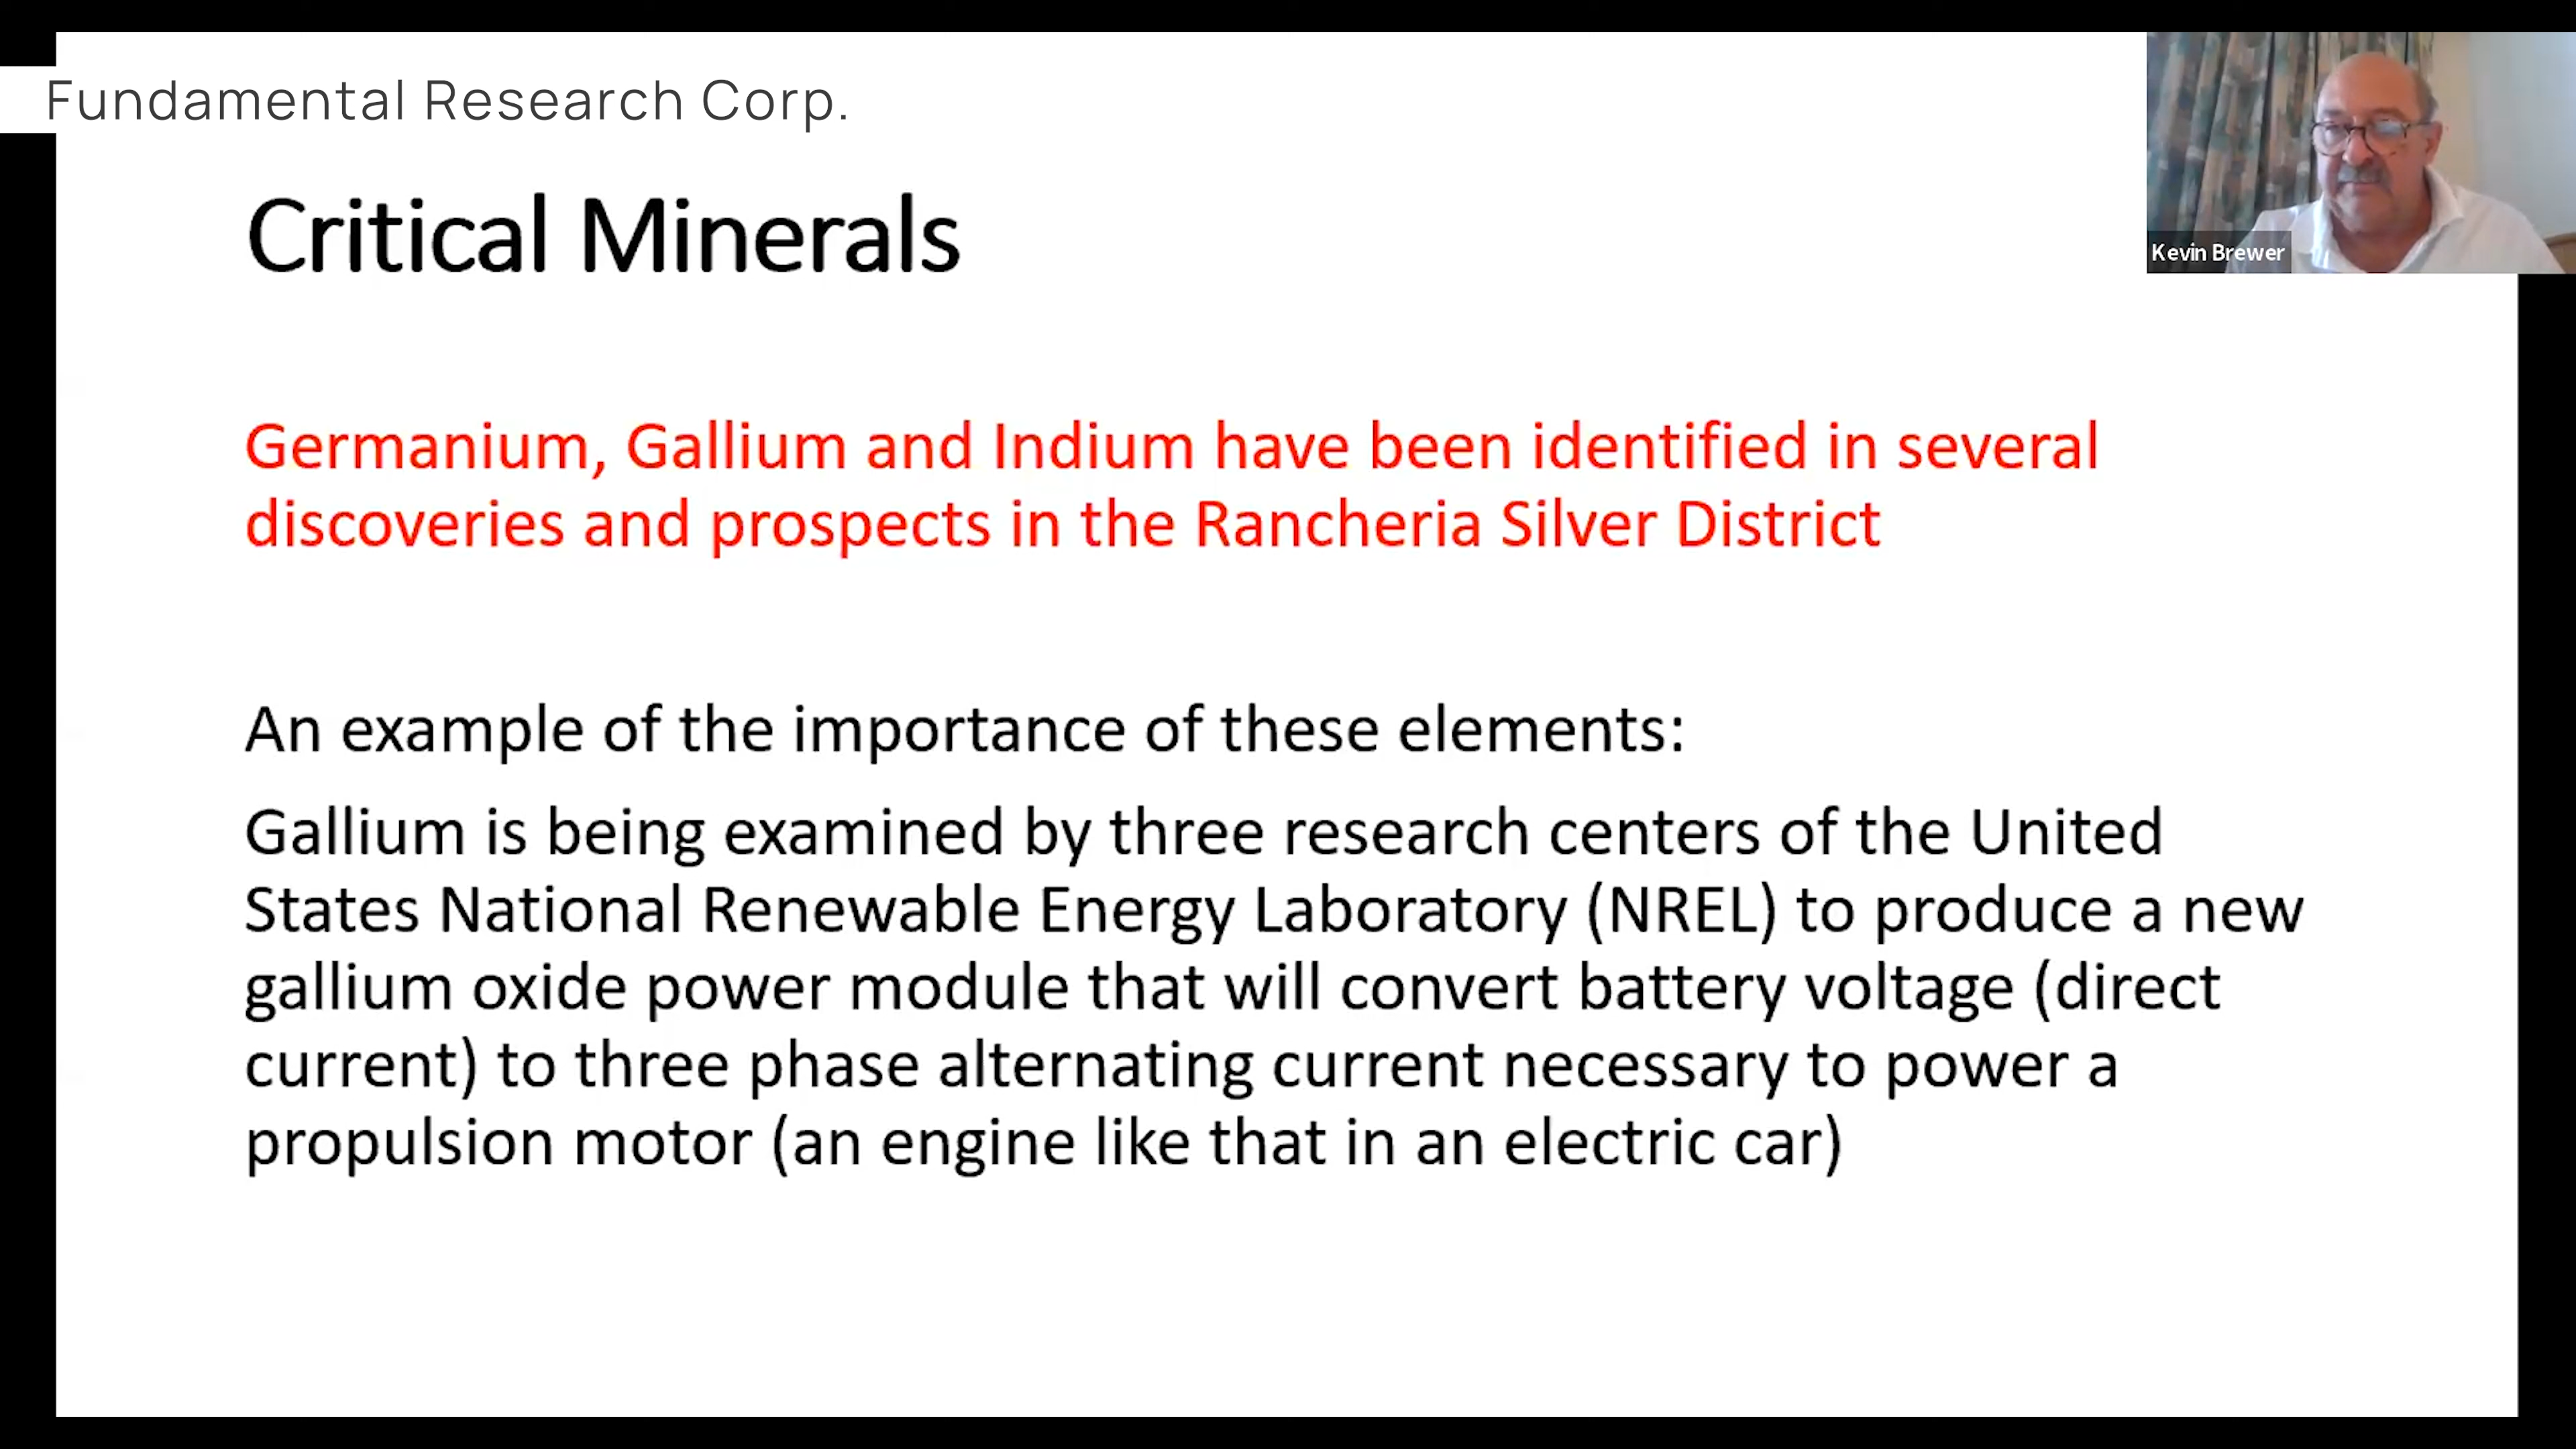 Fundamental Research Corp.
Kevin Brewer
Critical Minerals
Germanium, Gallium and Indium have been identified in several
discoveries and prospects in the Rancheria Silver District
An example of the importance of these elements:
Gallium is being examined by three research centers of the United
States National Renewable Energy Laboratory (NREL) to produce a new
gallium oxide power module that will convert battery voltage (direct
current) to three phase alternating current necessary to power a
propulsion motor (an engine like that in an electric car)